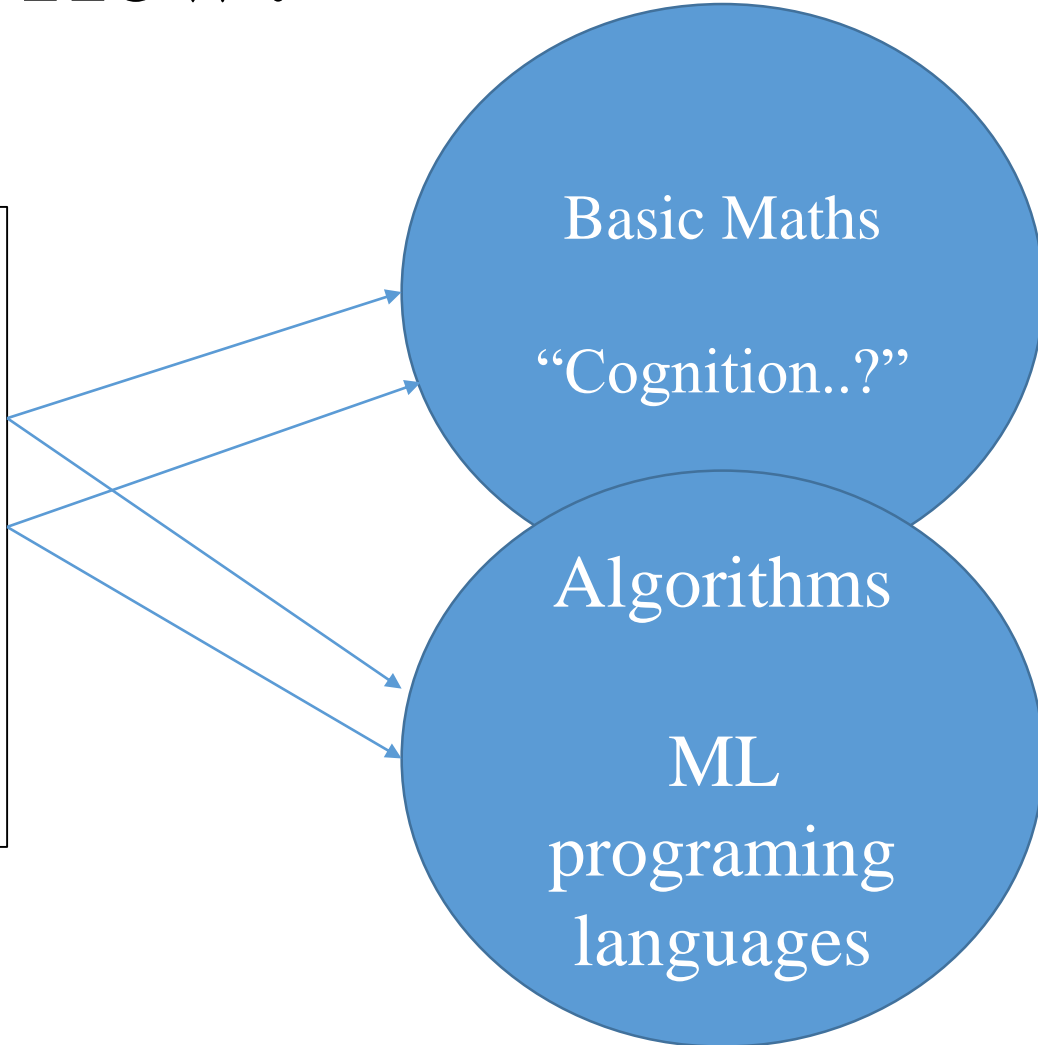 Basic Maths
“Cognition..?”
Algorithms
ML
programing
languages